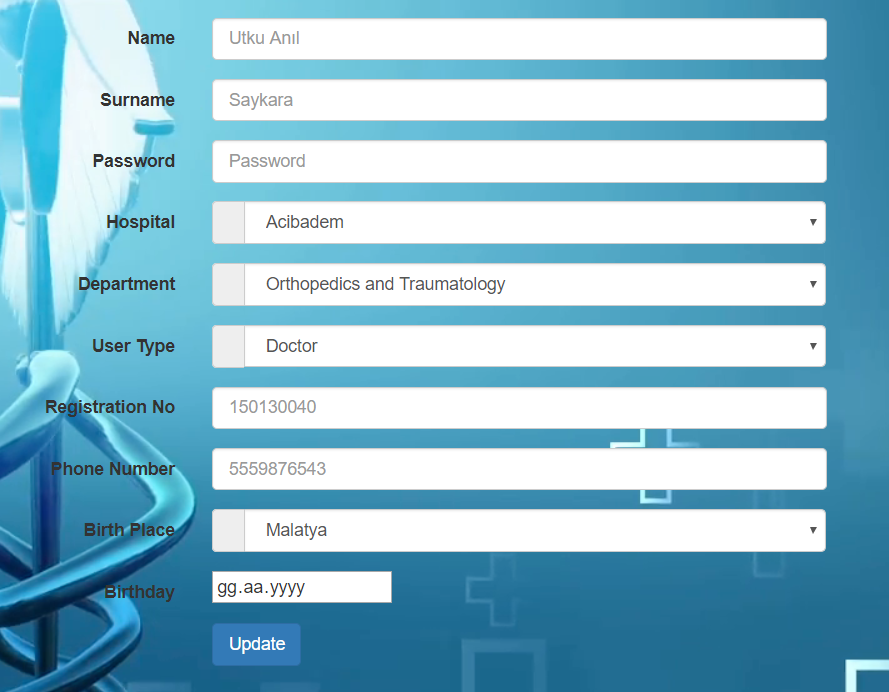 Name Utku Anıl
Surname Saykara
Password Password
Hospital Acibadem
Department Orthopedics and Traumatology
User Type Doctor
Registration No 150130040
Phone Number 5559876543
Birth Place Malatya
Birthday gg.aa.yyyy
Update